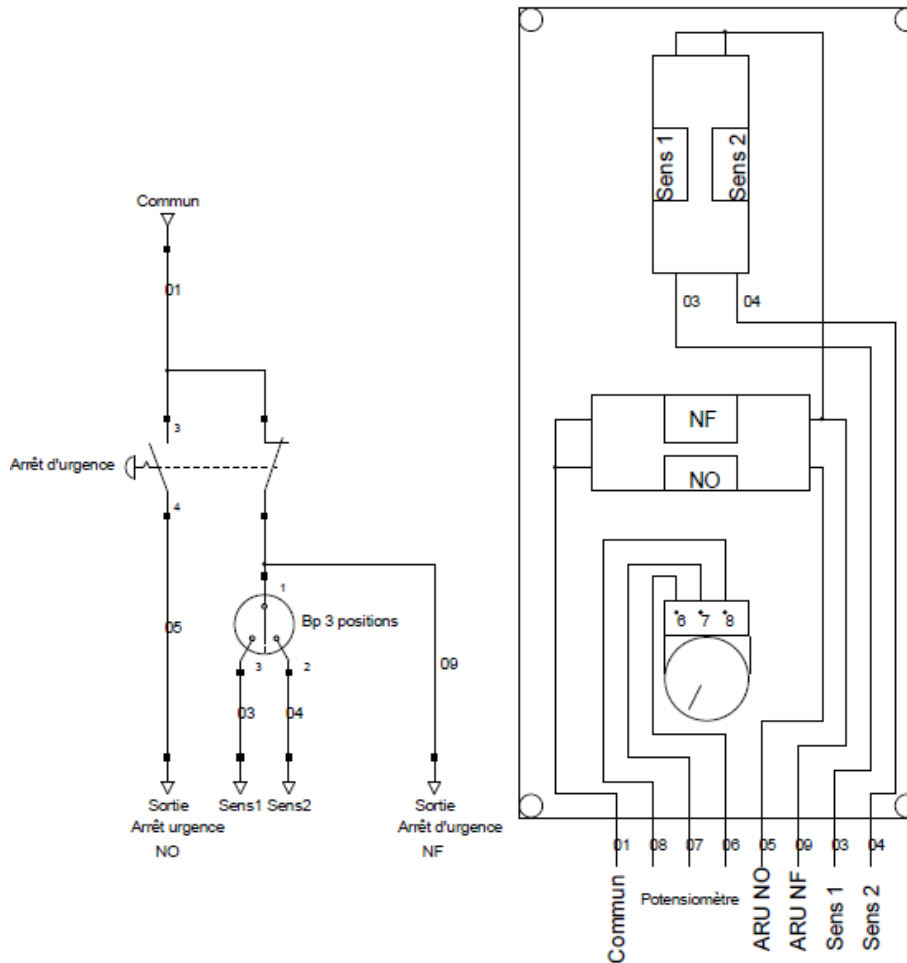 Commun
01
3
Arrêt d'urgence
4
1
Bp 3 positions
05
3
2
09
03
04
Sortie
Arrêt urgence
NO
Sens1
Sens2
Sortie
Arrêt d'urgence
NF
Sens 1
Sens 2
03
04
NF
NO
6
7
8
01
08
07
06
05
09
03
04
Commun
Potensiomètre
ARU NO
ARU NF
Sens 1
Sens 2